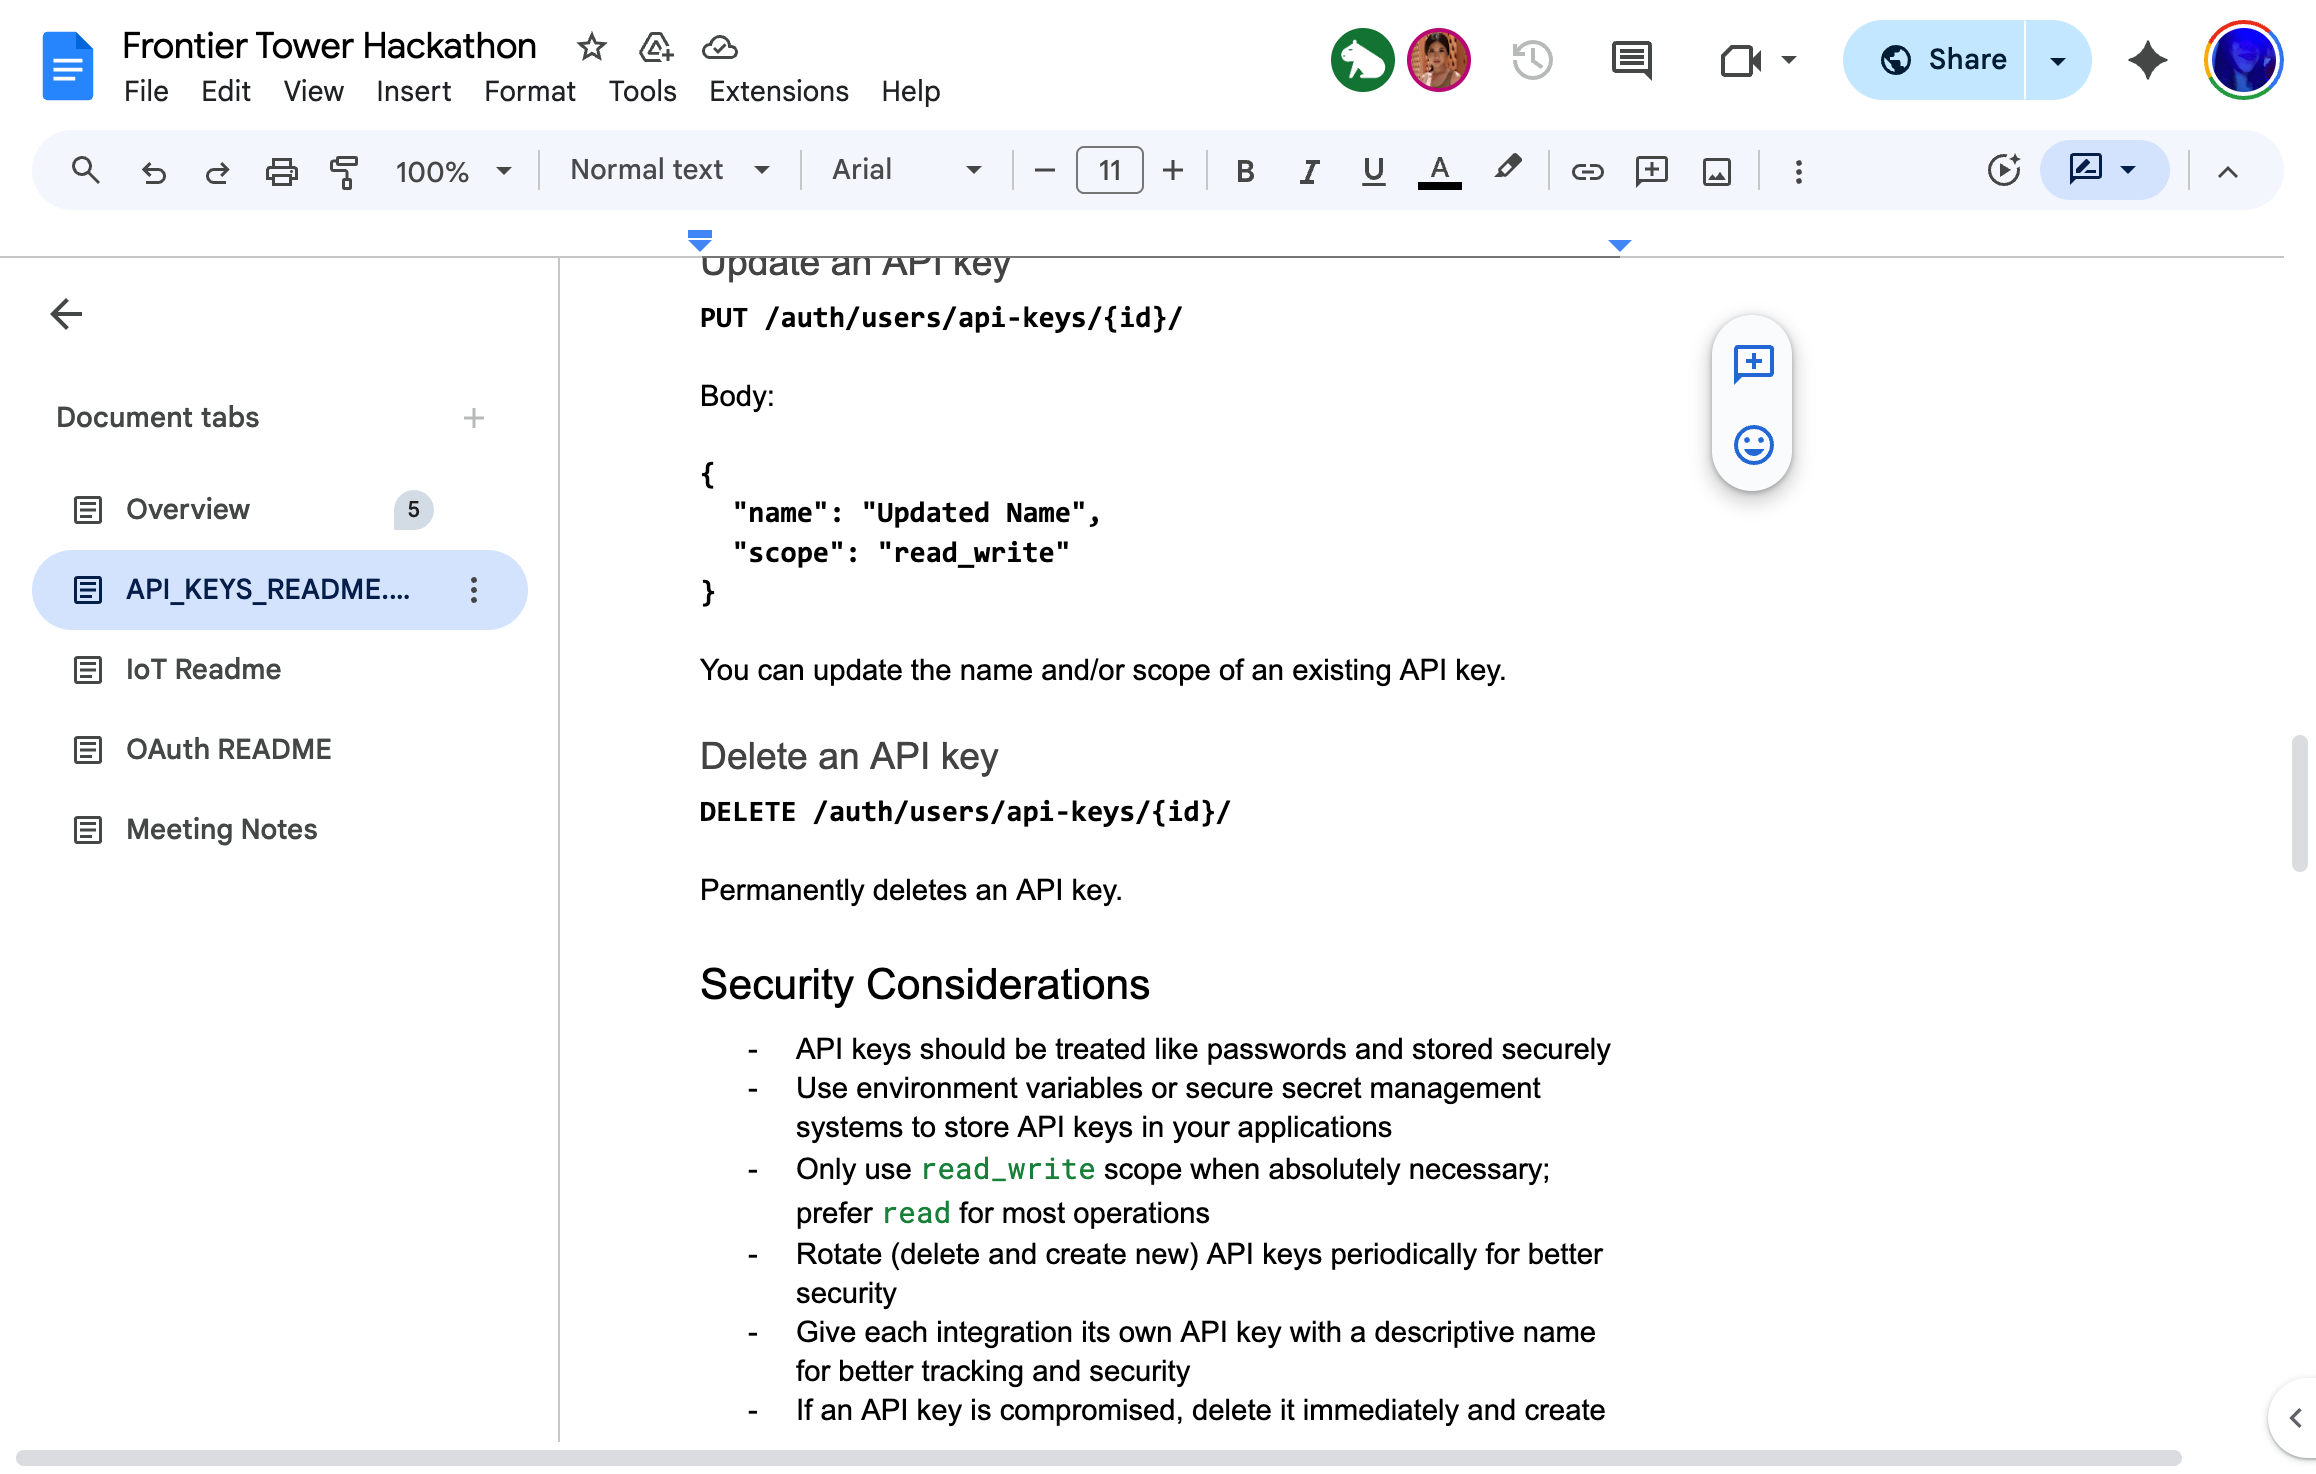 Frontier Tower Hackathon
File Edit View Insert Format Tools Extensions Help
Share
100% Normal text Arial 11 B I U A
Document tabs
Overview 5
API_KEYS_README....
IoT Readme
OAuth README
Meeting Notes
Update an API key
PUT /auth/users/api-keys/{id}/
Body:
{
"name": "Updated Name",
"scope": "read_write"
}
You can update the name and/or scope of an existing API key.
Delete an API key
DELETE /auth/users/api-keys/{id}/
Permanently deletes an API key.
Security Considerations
- API keys should be treated like passwords and stored securely
- Use environment variables or secure secret management
systems to store API keys in your applications
- Only use read_write scope when absolutely necessary;
prefer read for most operations
- Rotate (delete and create new) API keys periodically for better
security
- Give each integration its own API key with a descriptive name
for better tracking and security
- If an API key is compromised, delete it immediately and create